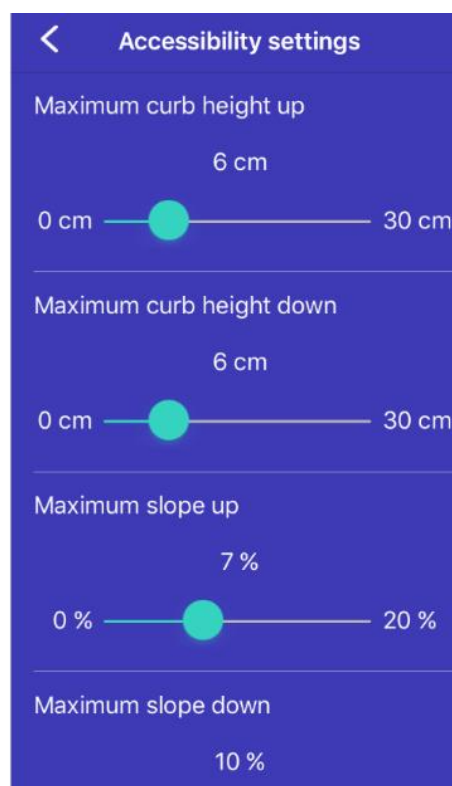 Accessibility settings
Maximum curb height up
6 cm
0 cm 30 cm
Maximum curb height down
6 cm
0 cm 30 cm
Maximum slope up
7 %
0 % 20 %
Maximum slope down
10 %